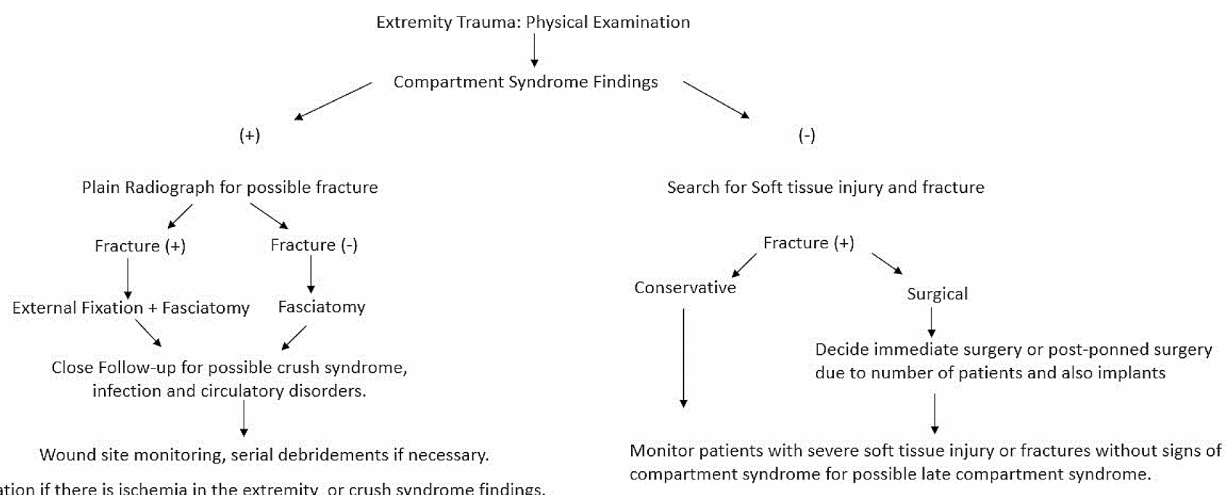 Extremity Trauma: Physical Examination
Compartment Syndrome Findings
(+)
(-)
Plain Radiograph for possible fracture
Search for Soft tissue injury and fracture
Fracture (+)
Fracture (-)
Fracture (+)
Conservative
Surgical
External Fixation + Fasciatomy
Fasciatomy
Decide immediate surgery or post-ponned surgery
due to number of patients and also implants
Close Follow-up for possible crush syndrome,
infection and circulatory disorders.
Wound site monitoring, serial debridements if necessary.
Monitor patients with severe soft tissue injury or fractures without signs of
compartment syndrome for possible late compartment syndrome.
if there is ischemia in the extremity or crush syndrome findings.